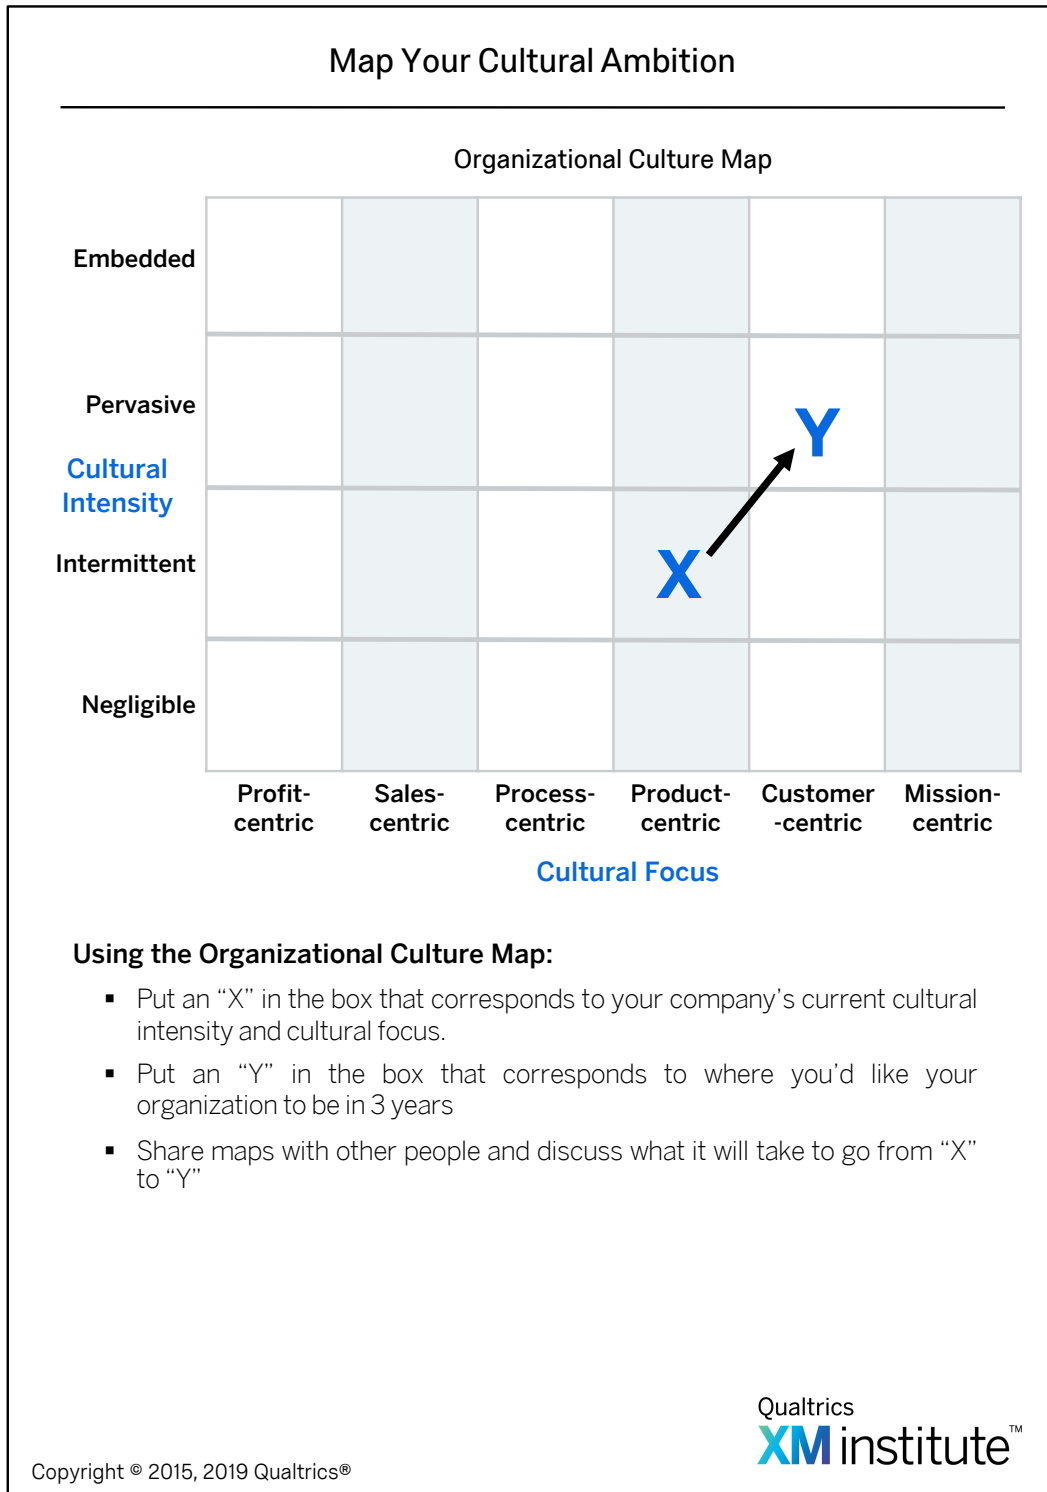 Map Your Cultural Ambition
Organizational Culture Map
Embedded
Pervasive
Y
Cultural
Intensity
Intermittent
X
Negligible
Profit-
centric
Sales-
centric
Process-
centric
Product-
centric
Customer
-centric
Mission-
centric
Cultural Focus
Using the Organizational Culture Map:
▪ Put an “X” in the box that corresponds to your company’s current cultural
intensity and cultural focus.
▪ Put an “Y” in the box that corresponds to where you’d like your
organization to be in 3 years
▪ Share maps with other people and discuss what it will take to go from “X”
to “Y”
Qualtrics
XM institute™
Copyright © 2015, 2019 Qualtrics®